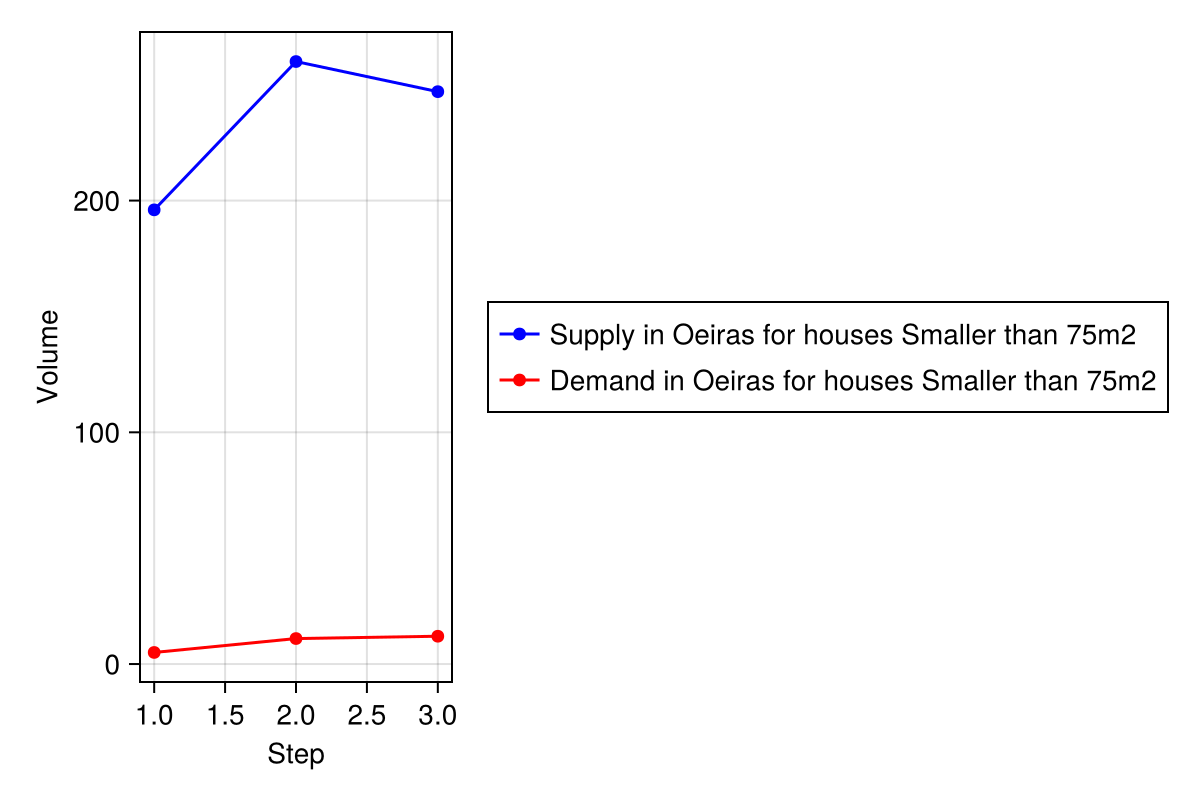 Volume
200
100
0
1.0 1.5 2.0 2.5 3.0
Step
Supply in Oeiras for houses Smaller than 75m2
Demand in Oeiras for houses Smaller than 75m2